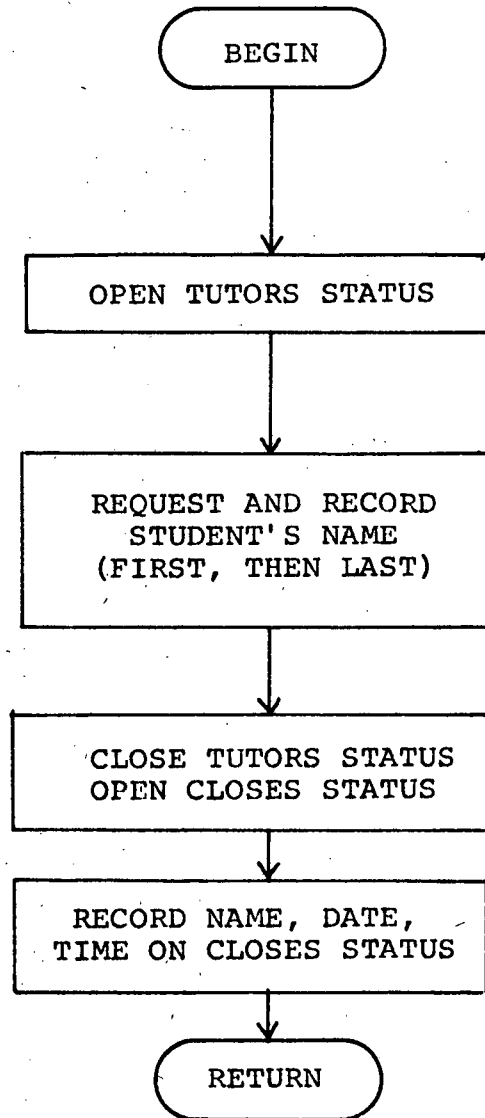 BEGIN
OPEN TUTORS STATUS
REQUEST AND RECORD
STUDENT'S NAME
(FIRST, THEN LAST)
CLOSE TUTORS STATUS
OPEN CLOSES STATUS
RECORD NAME, DATE,
TIME ON CLOSES STATUS
RETURN